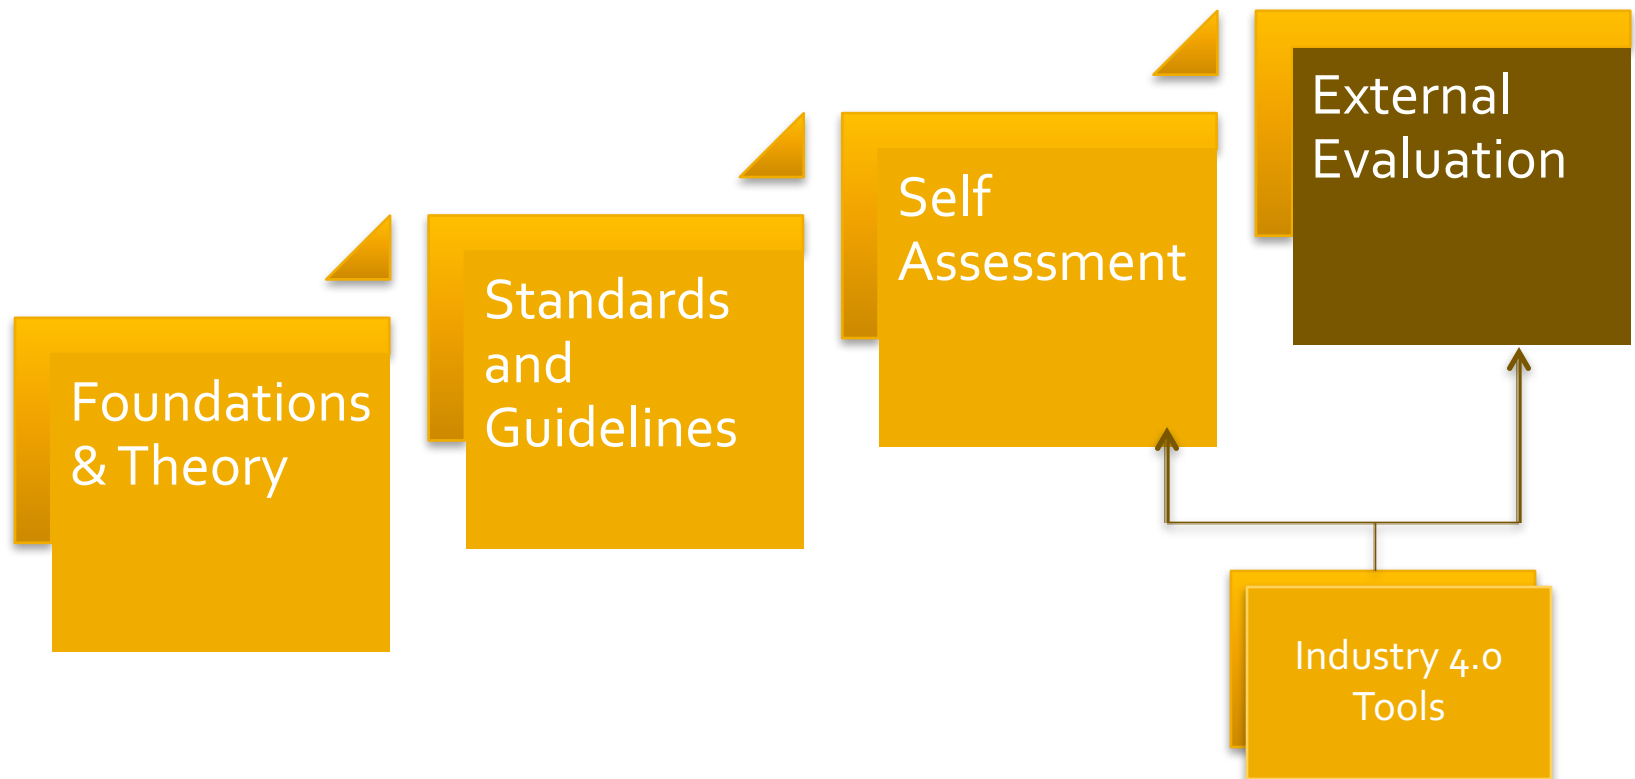 External
Evaluation
Self
Assessment
Standards
and
Guidelines
Foundations
& Theory
Industry 4.0
Tools